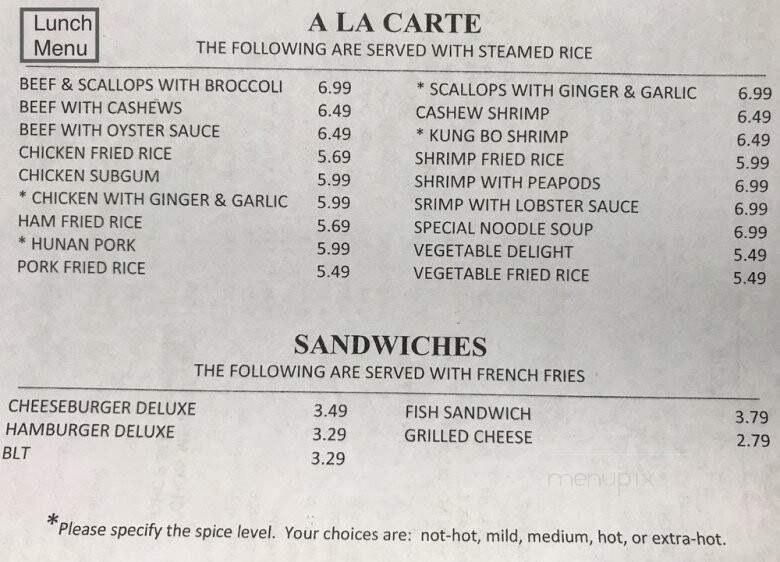 Lunch
Menu
A LA CARTE
THE FOLLOWING ARE SERVED WITH STEAMED RICE
BEEF & SCALLOPS WITH BROCCOLI 6.99
BEEF WITH CASHEWS 6.49
BEEF WITH OYSTER SAUCE 6.49
CHICKEN FRIED RICE 5.69
CHICKEN SUBGUM 5.99
* CHICKEN WITH GINGER & GARLIC 5.99
HAM FRIED RICE 5.69
* HUNAN PORK 5.99
PORK FRIED RICE 5.49
* SCALLOPS WITH GINGER & GARLIC 6.99
CASHEW SHRIMP 6.49
* KUNG BO SHRIMP 6.49
SHRIMP FRIED RICE 5.99
SHRIMP WITH PEAPODS 6.99
SRIMP WITH LOBSTER SAUCE 6.99
SPECIAL NOODLE SOUP 6.99
VEGETABLE DELIGHT 5.49
VEGETABLE FRIED RICE 5.49
SANDWICHES
THE FOLLOWING ARE SERVED WITH FRENCH FRIES
CHEESEBURGER DELUXE 3.49
HAMBURGER DELUXE 3.29
BLT 3.29
FISH SANDWICH 3.79
GRILLED CHEESE 2.79
menupix
*Please specify the spice level. Your choices are: not-hot, mild, medium, hot, or extra-hot.